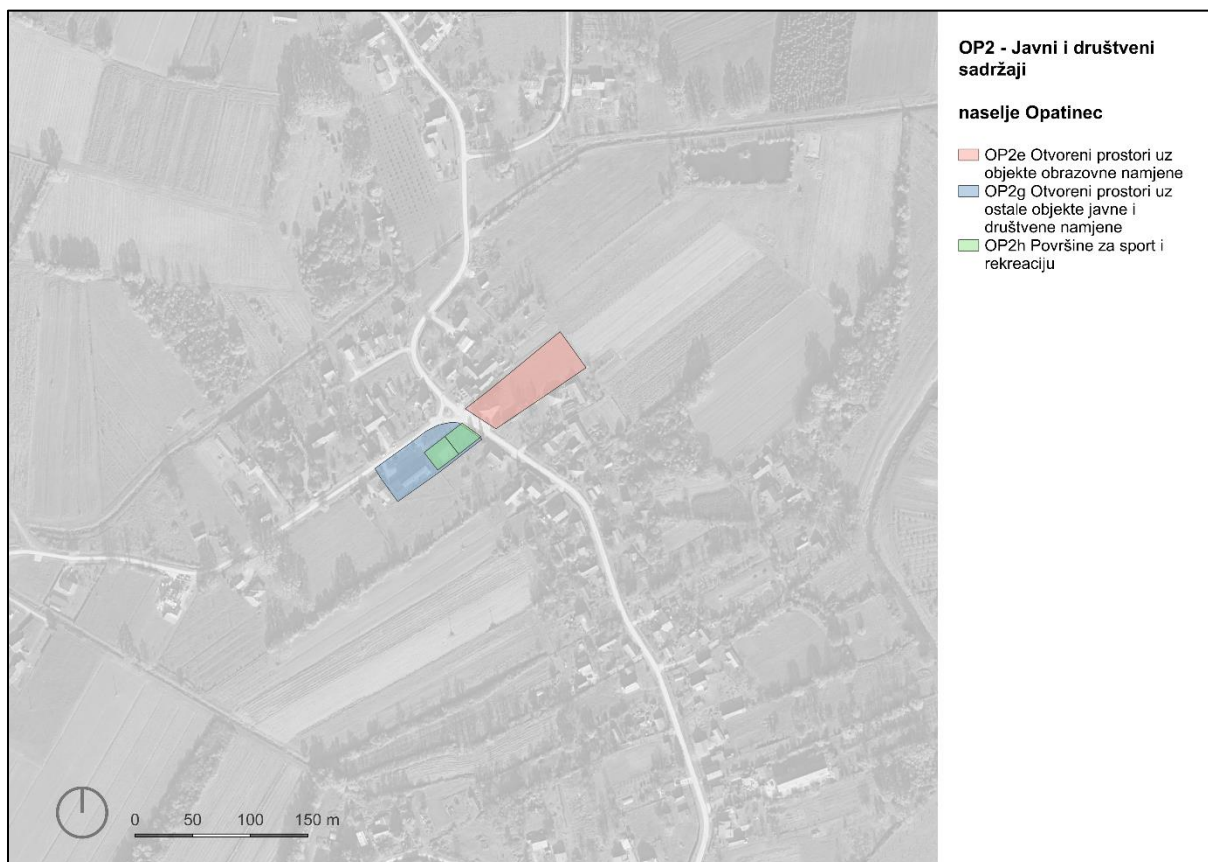 OP2 - Javni i društveni
sadržaji
naselje Opatinec
OP2e Otvoreni prostori uz
objekte obrazovne namjene
OP2g Otvoreni prostori uz
ostale objekte javne i
društvene namjene
OP2h Površine za sport i
rekreaciju
0 50 100 150 m